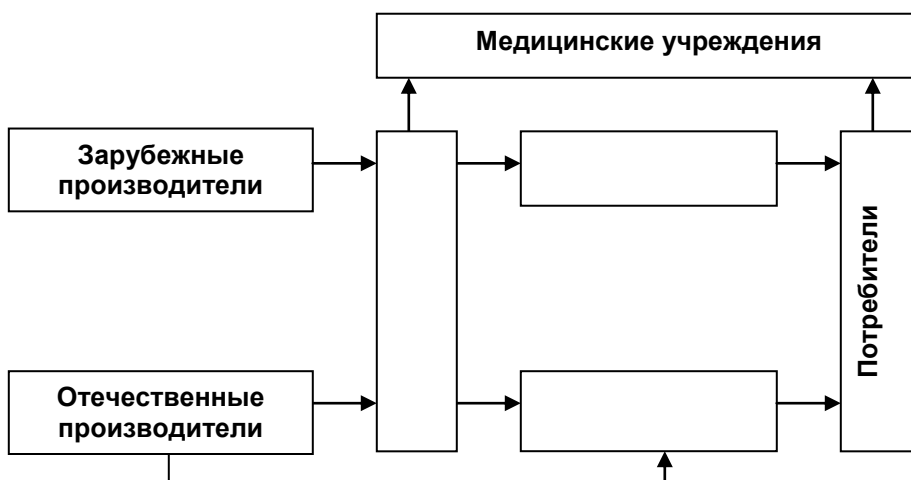 Медицинские учреждения
Зарубежные
производители
Потребители
Отечественные
производители